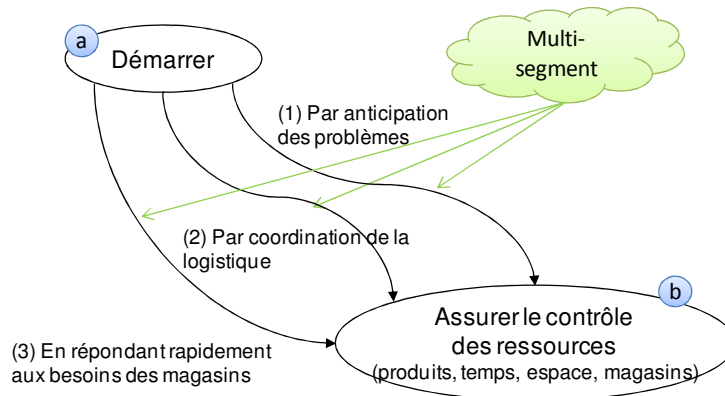 a
Démarrer
Multi-
segment
(1) Par anticipation
des problèmes
(2) Par coordination de la
logistique
b
Assurer le contrôle
des ressources
(produits, temps, espace, magasins)
(3) En répondant rapidement
aux besoins des magasins